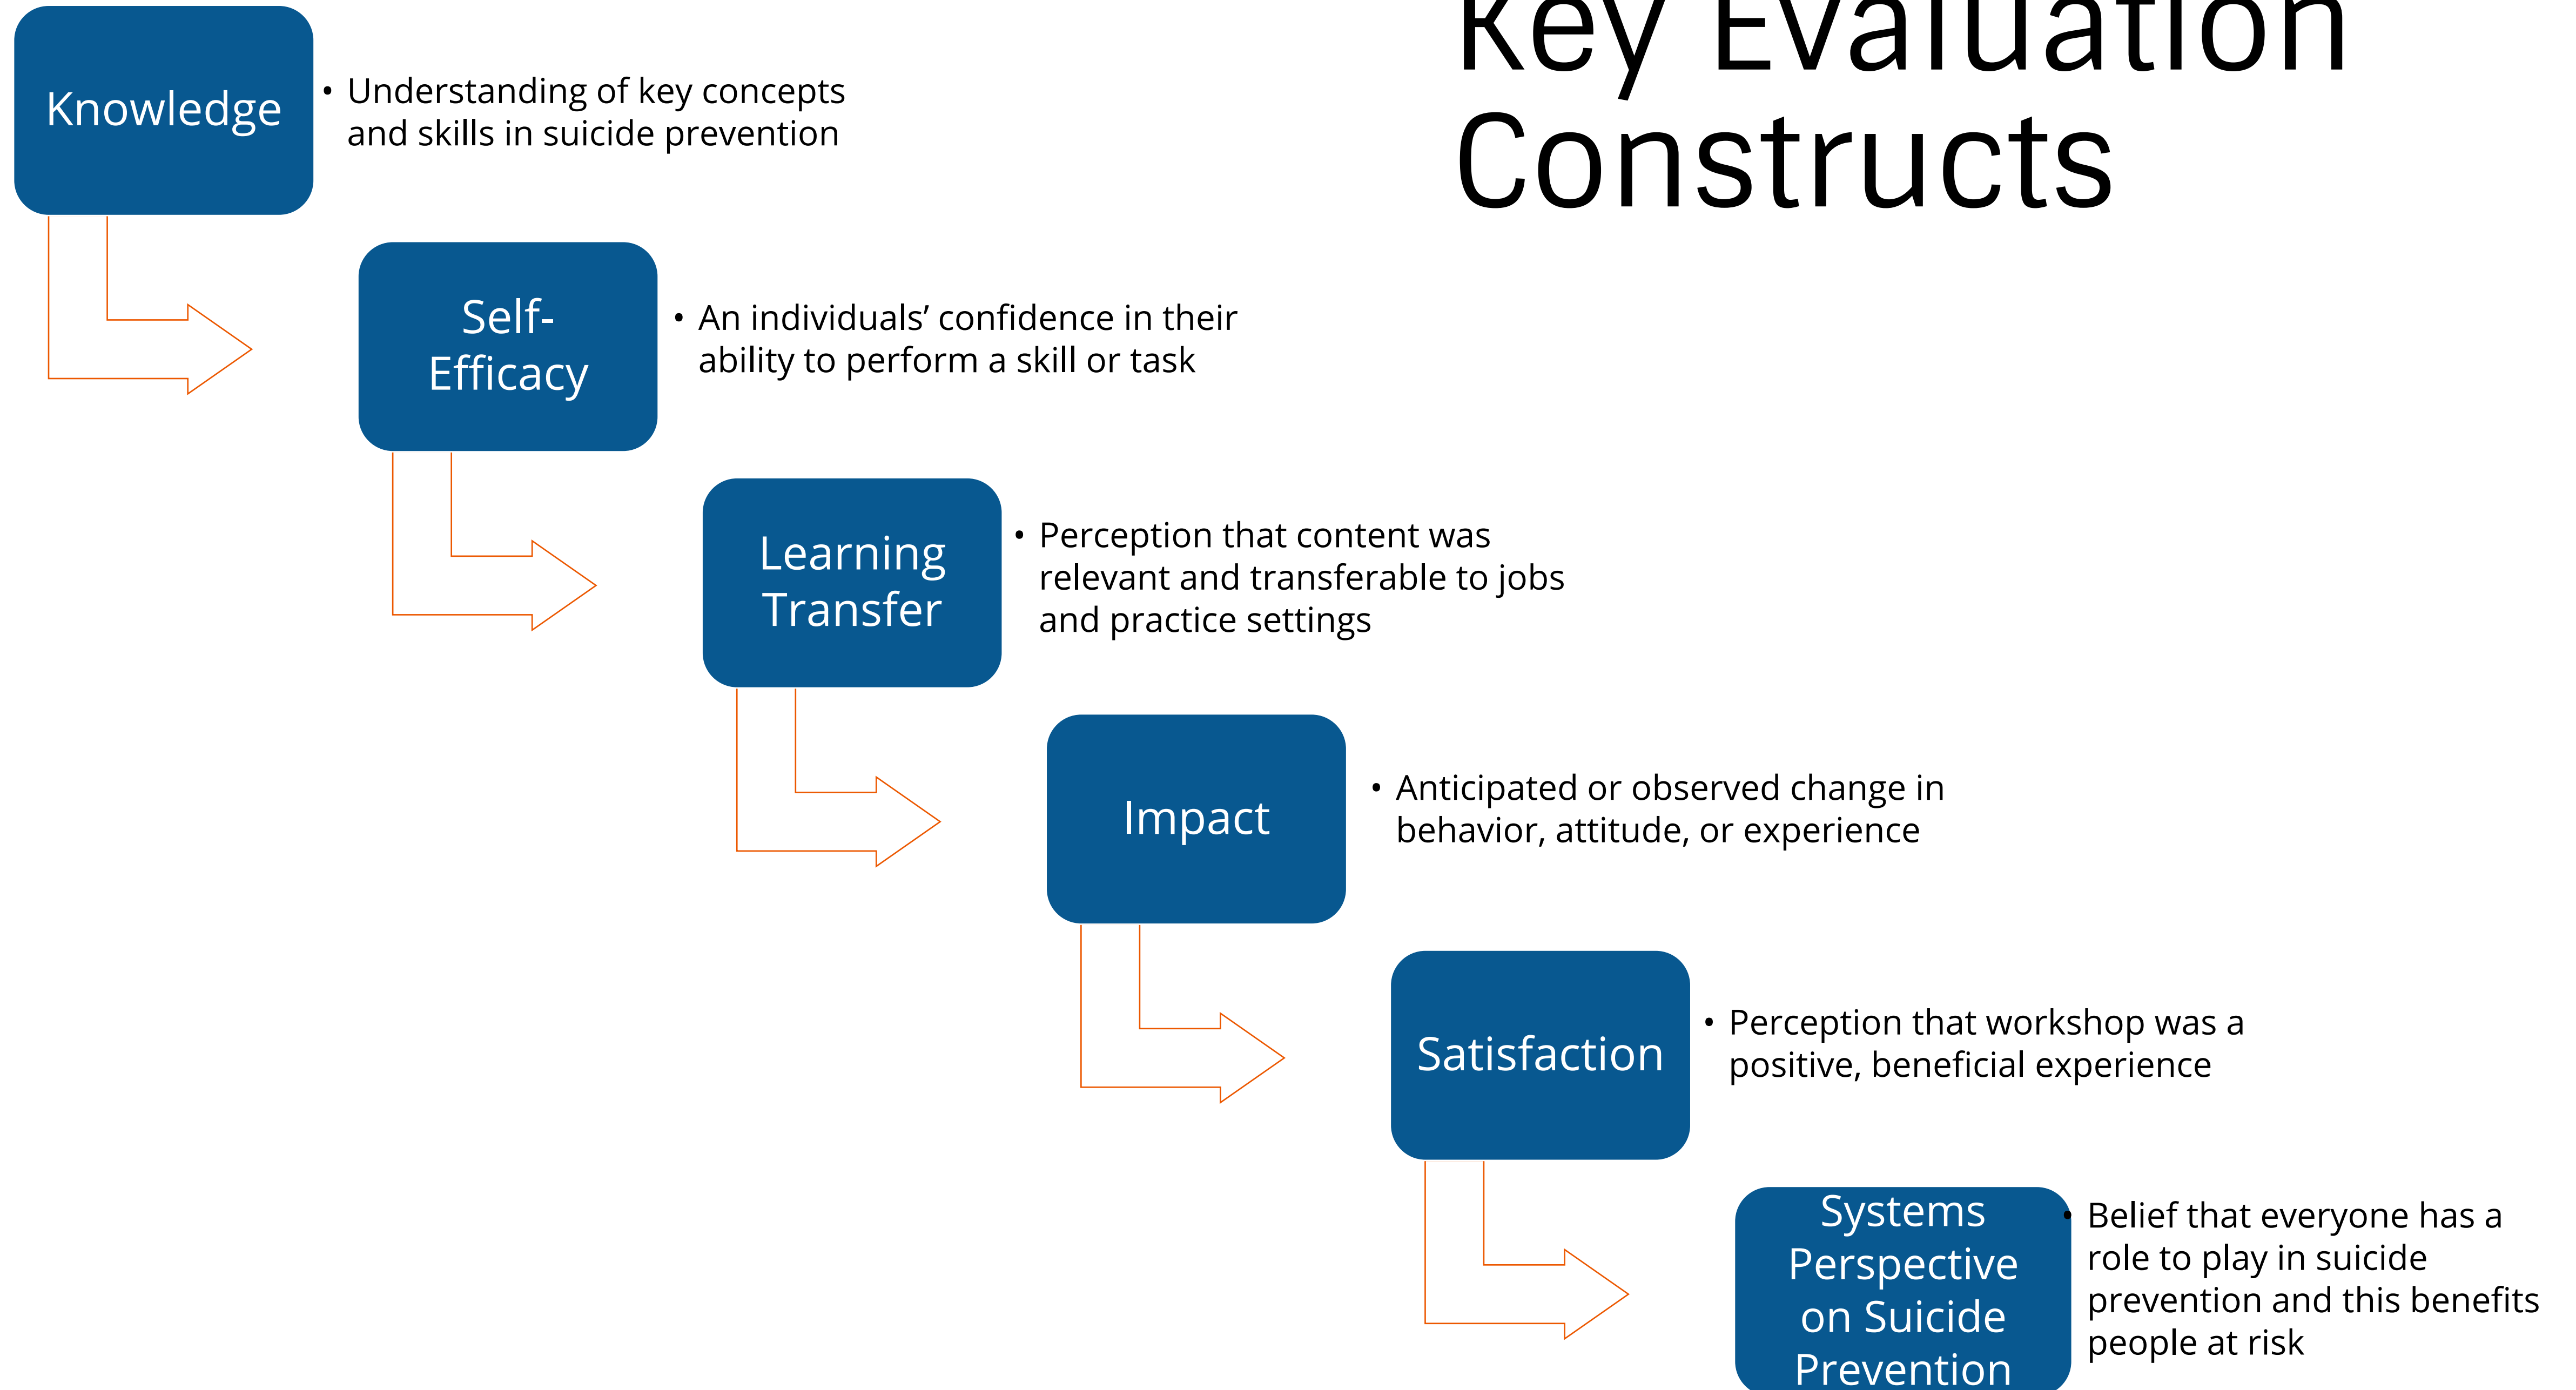 Key Evaluation
Constructs
Knowledge
• Understanding of key concepts
and skills in suicide prevention
Self-
Efficacy
• An individuals’ confidence in their
ability to perform a skill or task
Learning
Transfer
• Perception that content was
relevant and transferable to jobs
and practice settings
Impact
• Anticipated or observed change in
behavior, attitude, or experience
Satisfaction
• Perception that workshop was a
positive, beneficial experience
Systems
Perspective
on Suicide
Prevention
• Belief that everyone has a
role to play in suicide
prevention and this benefits
people at risk